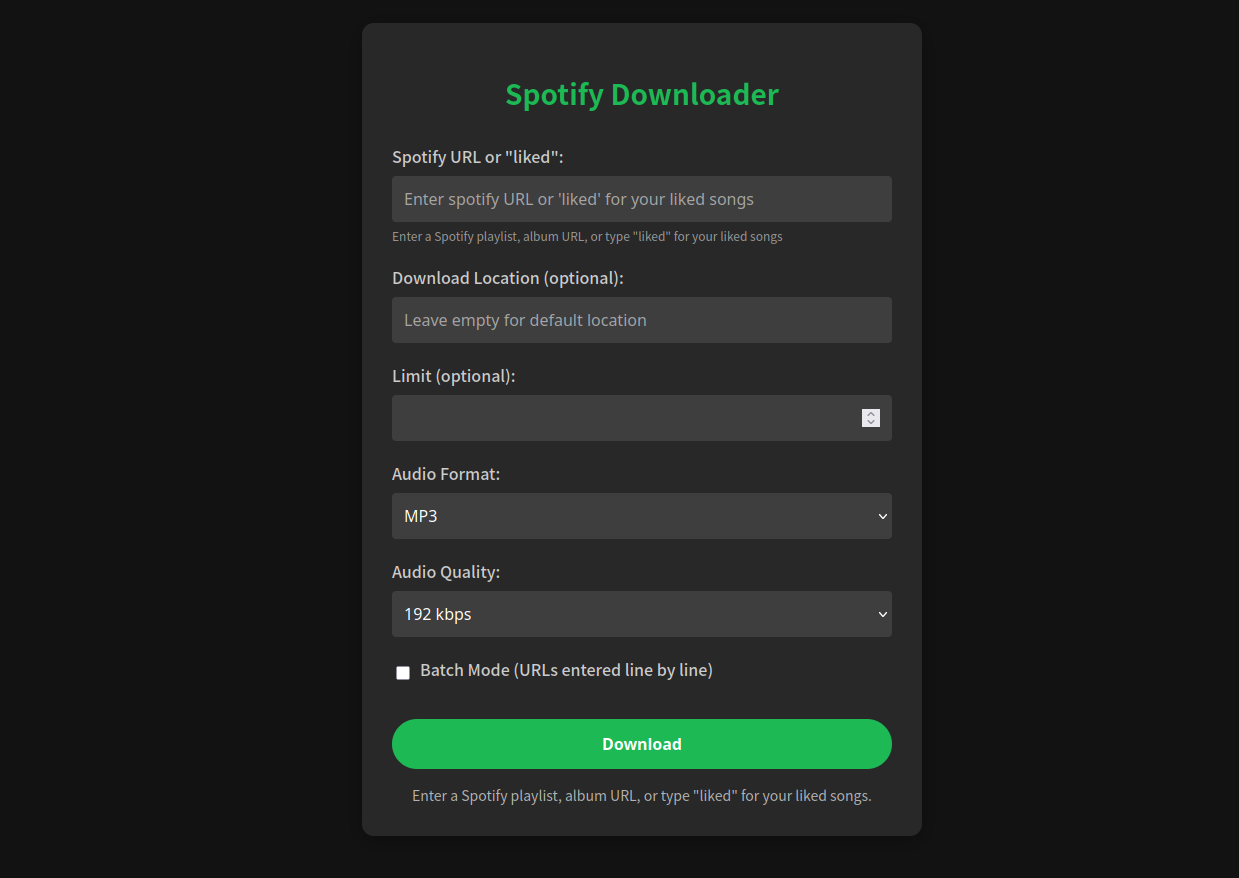 Spotify Downloader
Spotify URL or "liked":
Enter spotify URL or 'liked' for your liked songs
Enter a Spotify playlist, album URL, or type "liked" for your liked songs
Download Location (optional):
Leave empty for default location
Limit (optional):
Audio Format:
MP3
Audio Quality:
192 kbps
Batch Mode (URLs entered line by line)
Download
Enter a Spotify playlist, album URL, or type "liked" for your liked songs.